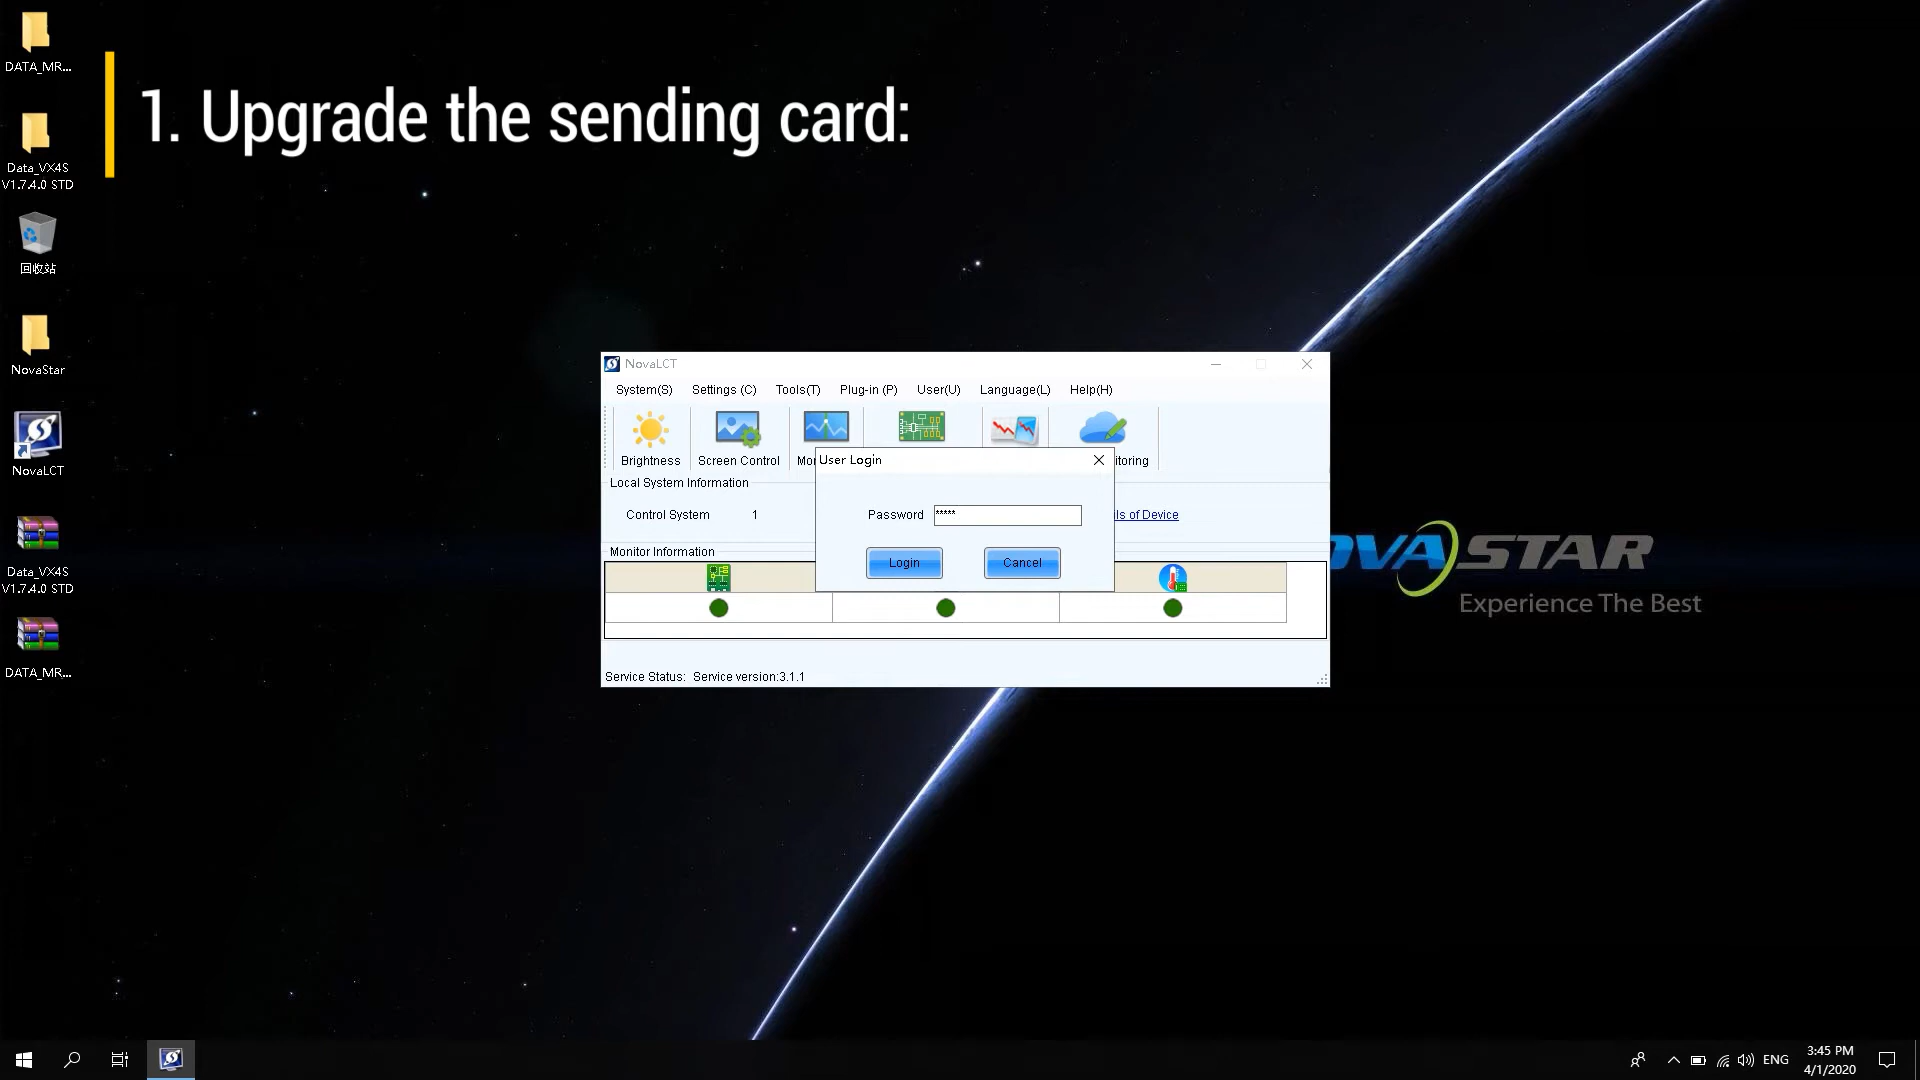 DATA_MR...
1. Upgrade the sending card:
Data_VX4S
V1.7.4.0 STD
回收站
NovaStar
NovaLCT
Data_VX4S
V1.7.4.0 STD
DATA_MR...
NovaLCT
System(S) Settings (C) Tools(T) Plug-in (P) User(U) Language(L) Help(H)
Brightness Screen Control Mo itoring
User Login
Local System Information
Control System 1 ils of Device
Password *****
Login Cancel
Monitor Information
Service Status: Service version:3.1.1
OVASTAR
Experience The Best
ENG
3:45 PM
4/1/2020